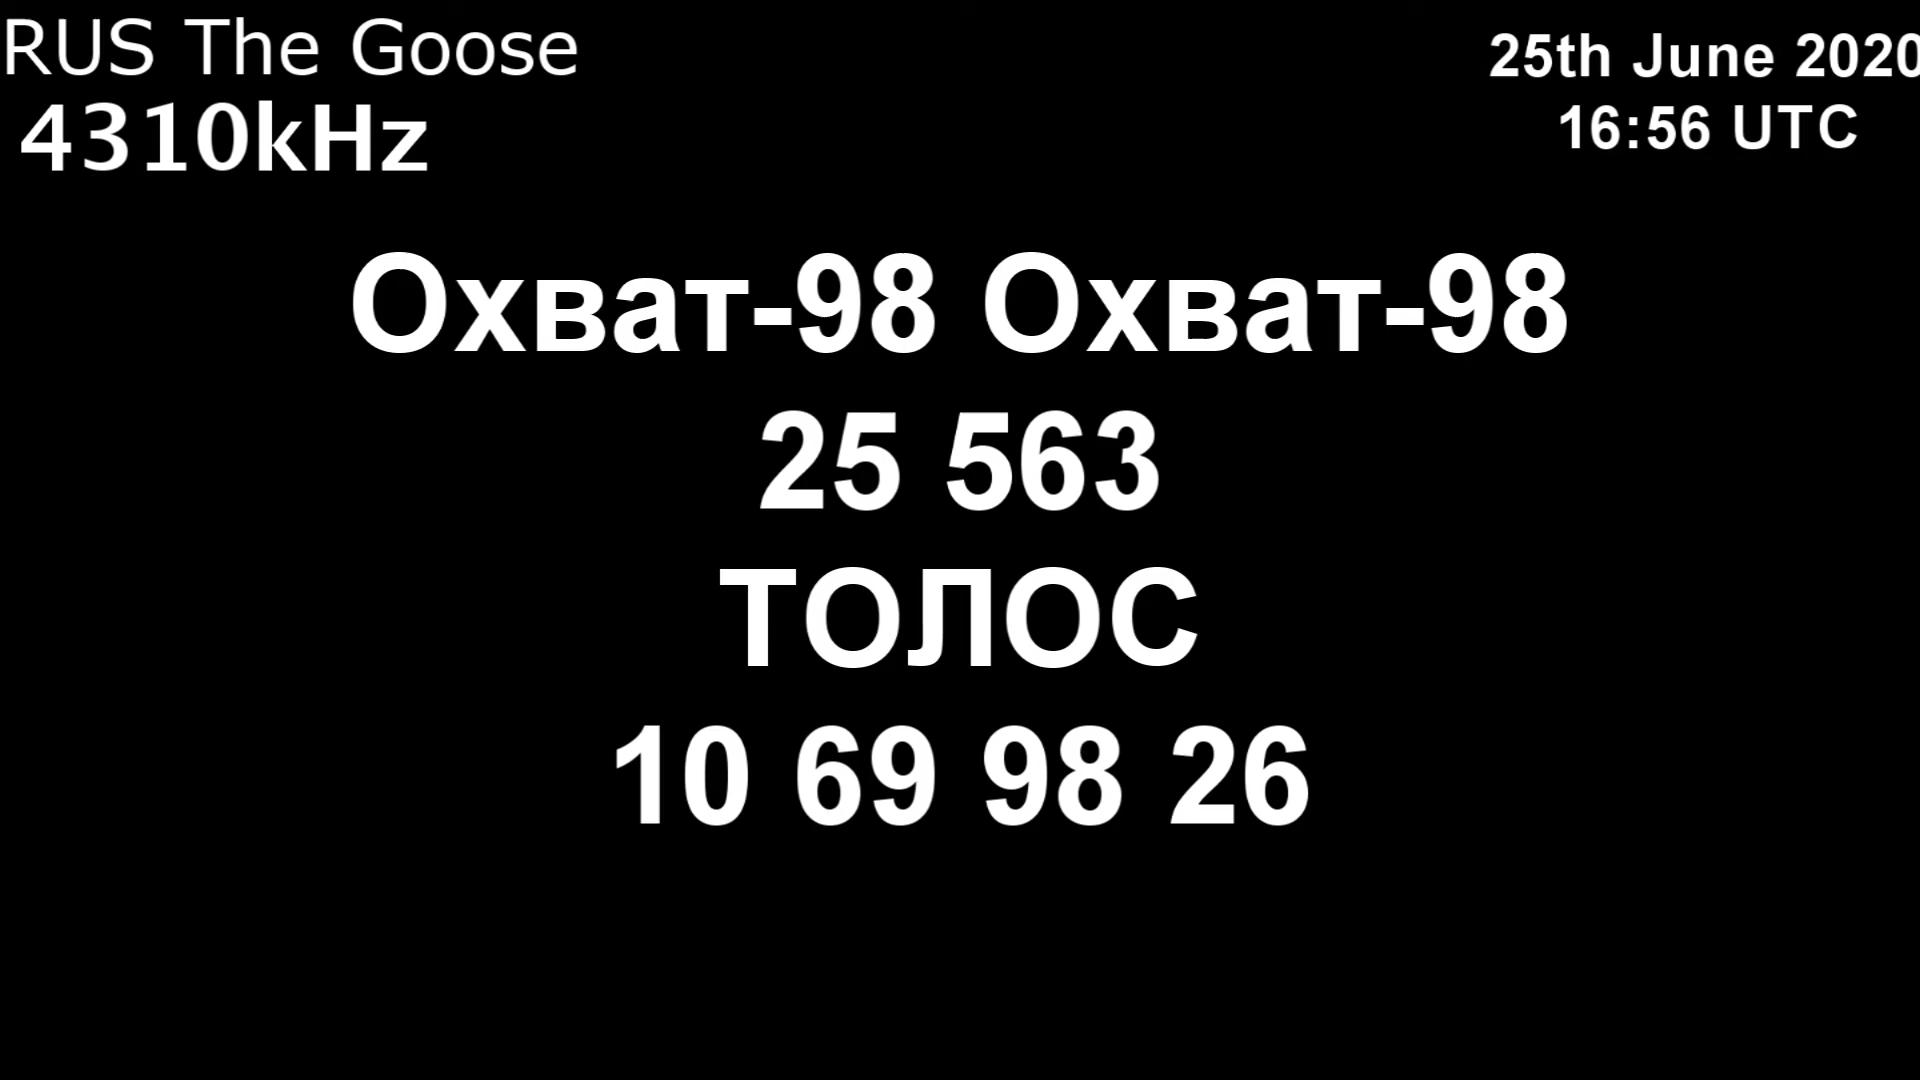 RUS The Goose
4310kHz
25th June 2020
16:56 UTC
Охват-98 Охват-98
25 563
ТОЛОС
10 69 98 26